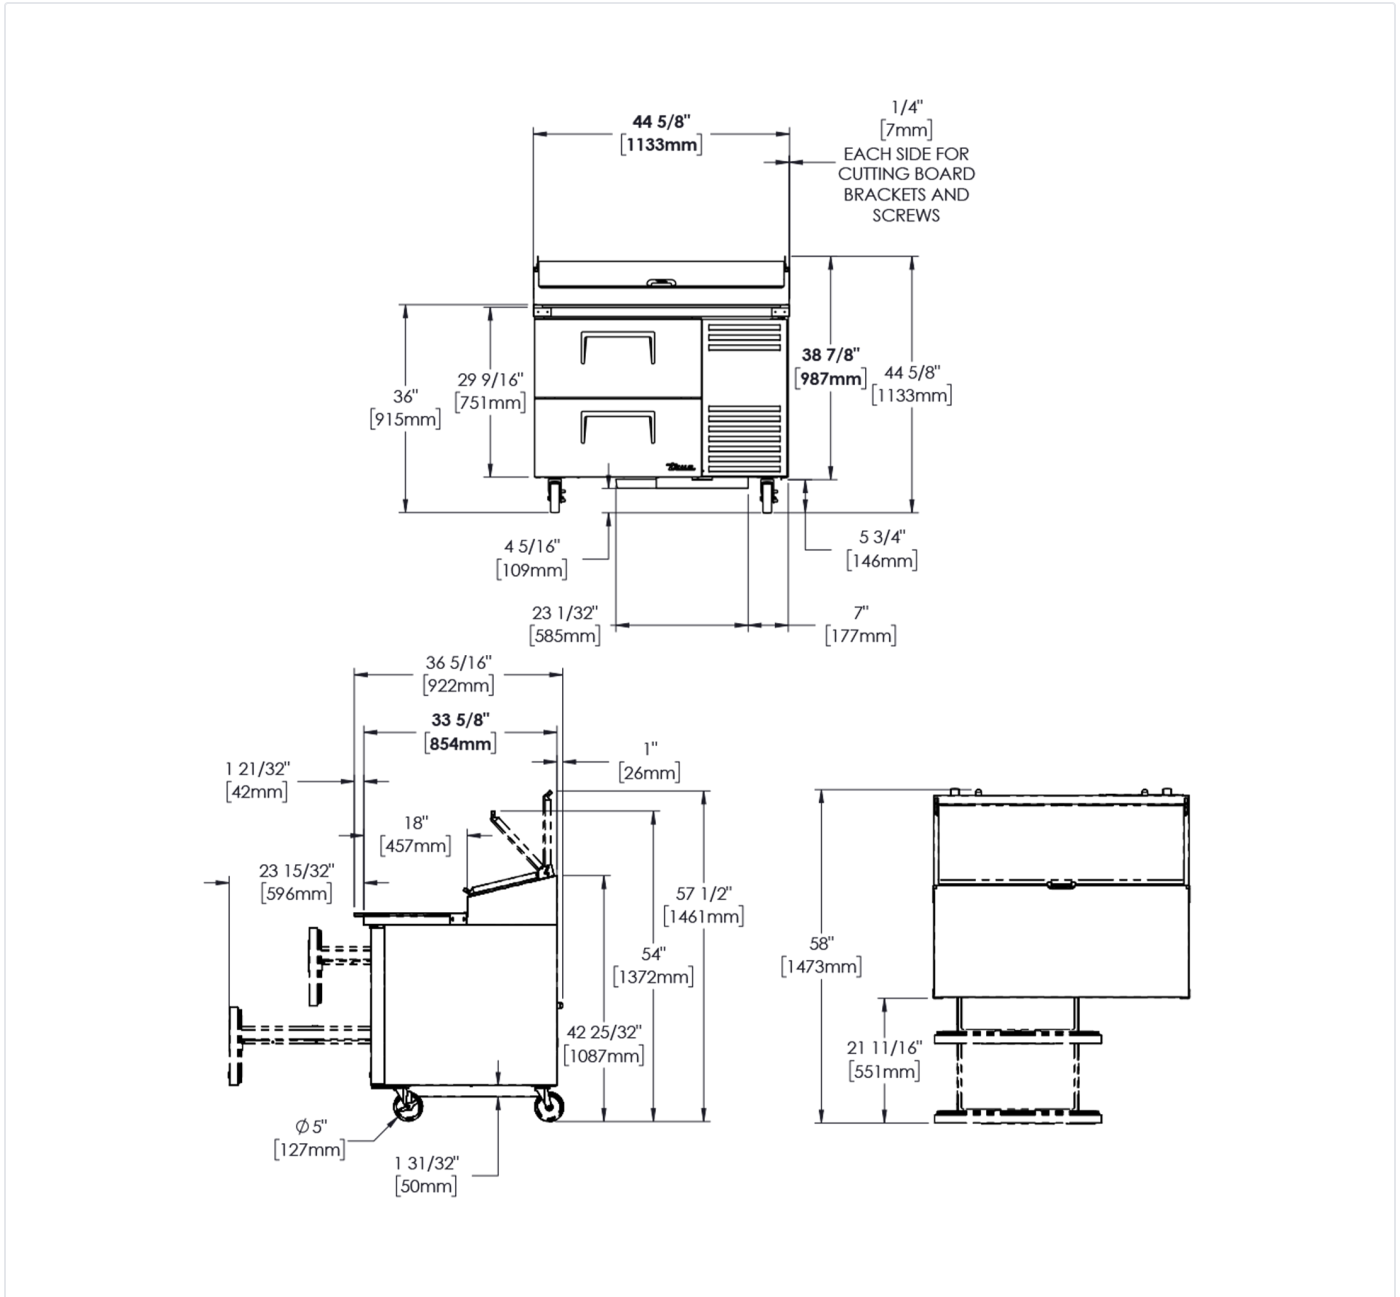 44 5/8"
[1133mm]
1/4"
[7mm]
EACH SIDE FOR
CUTTING BOARD
BRACKETS AND
SCREWS
38 7/8"
[987mm]
44 5/8"
[1133mm]
29 9/16"
[751mm]
36"
[915mm]
True
4 5/16"
[109mm]
5 3/4"
[146mm]
23 1/32"
[585mm]
7"
[177mm]
36 5/16"
[922mm]
33 5/8"
[854mm]
1"
[26mm]
1 21/32"
[42mm]
18"
[457mm]
23 15/32"
[596mm]
57 1/2"
[1461mm]
54"
[1372mm]
42 25/32"
[1087mm]
Ø5"
[127mm]
1 31/32"
[50mm]
58"
[1473mm]
21 11/16"
[551mm]